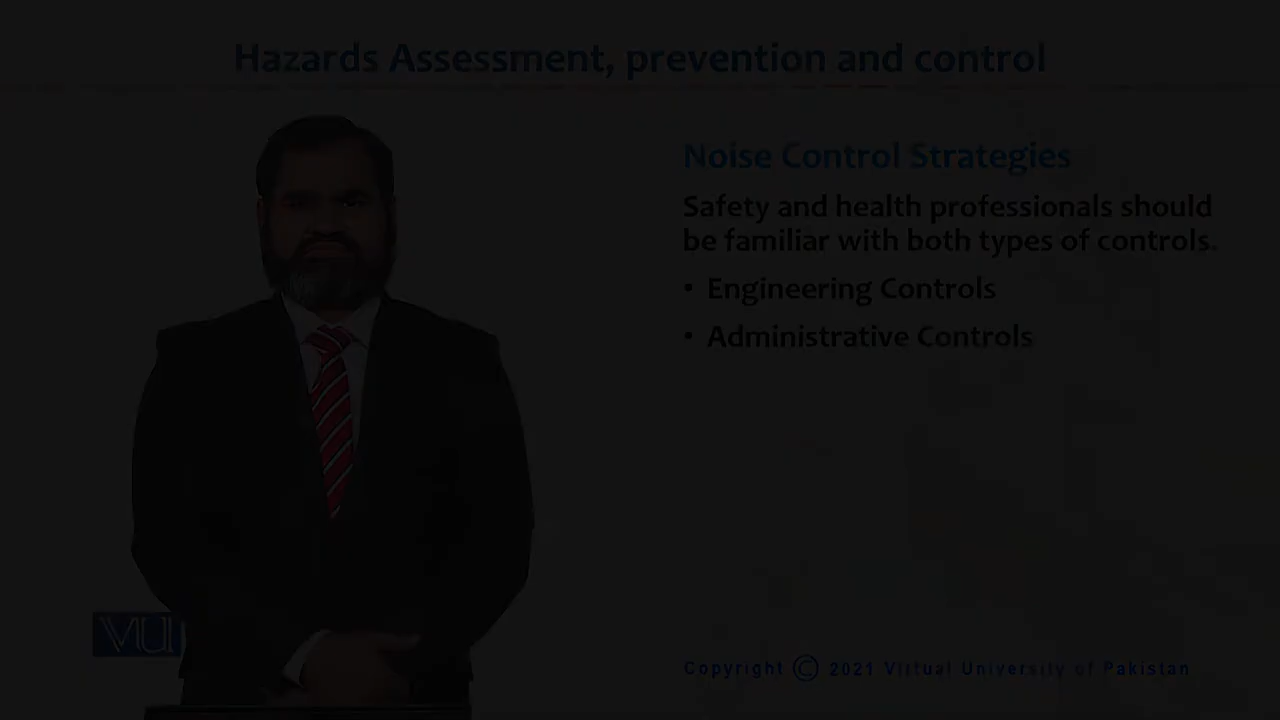 Hazards Assessment, prevention and control
Noise Control Strategies
Safety and health professionals should
be familiar with both types of controls.
• Engineering Controls
• Administrative Controls
VU
Copyright © 2021 Virtual University of Pakistan